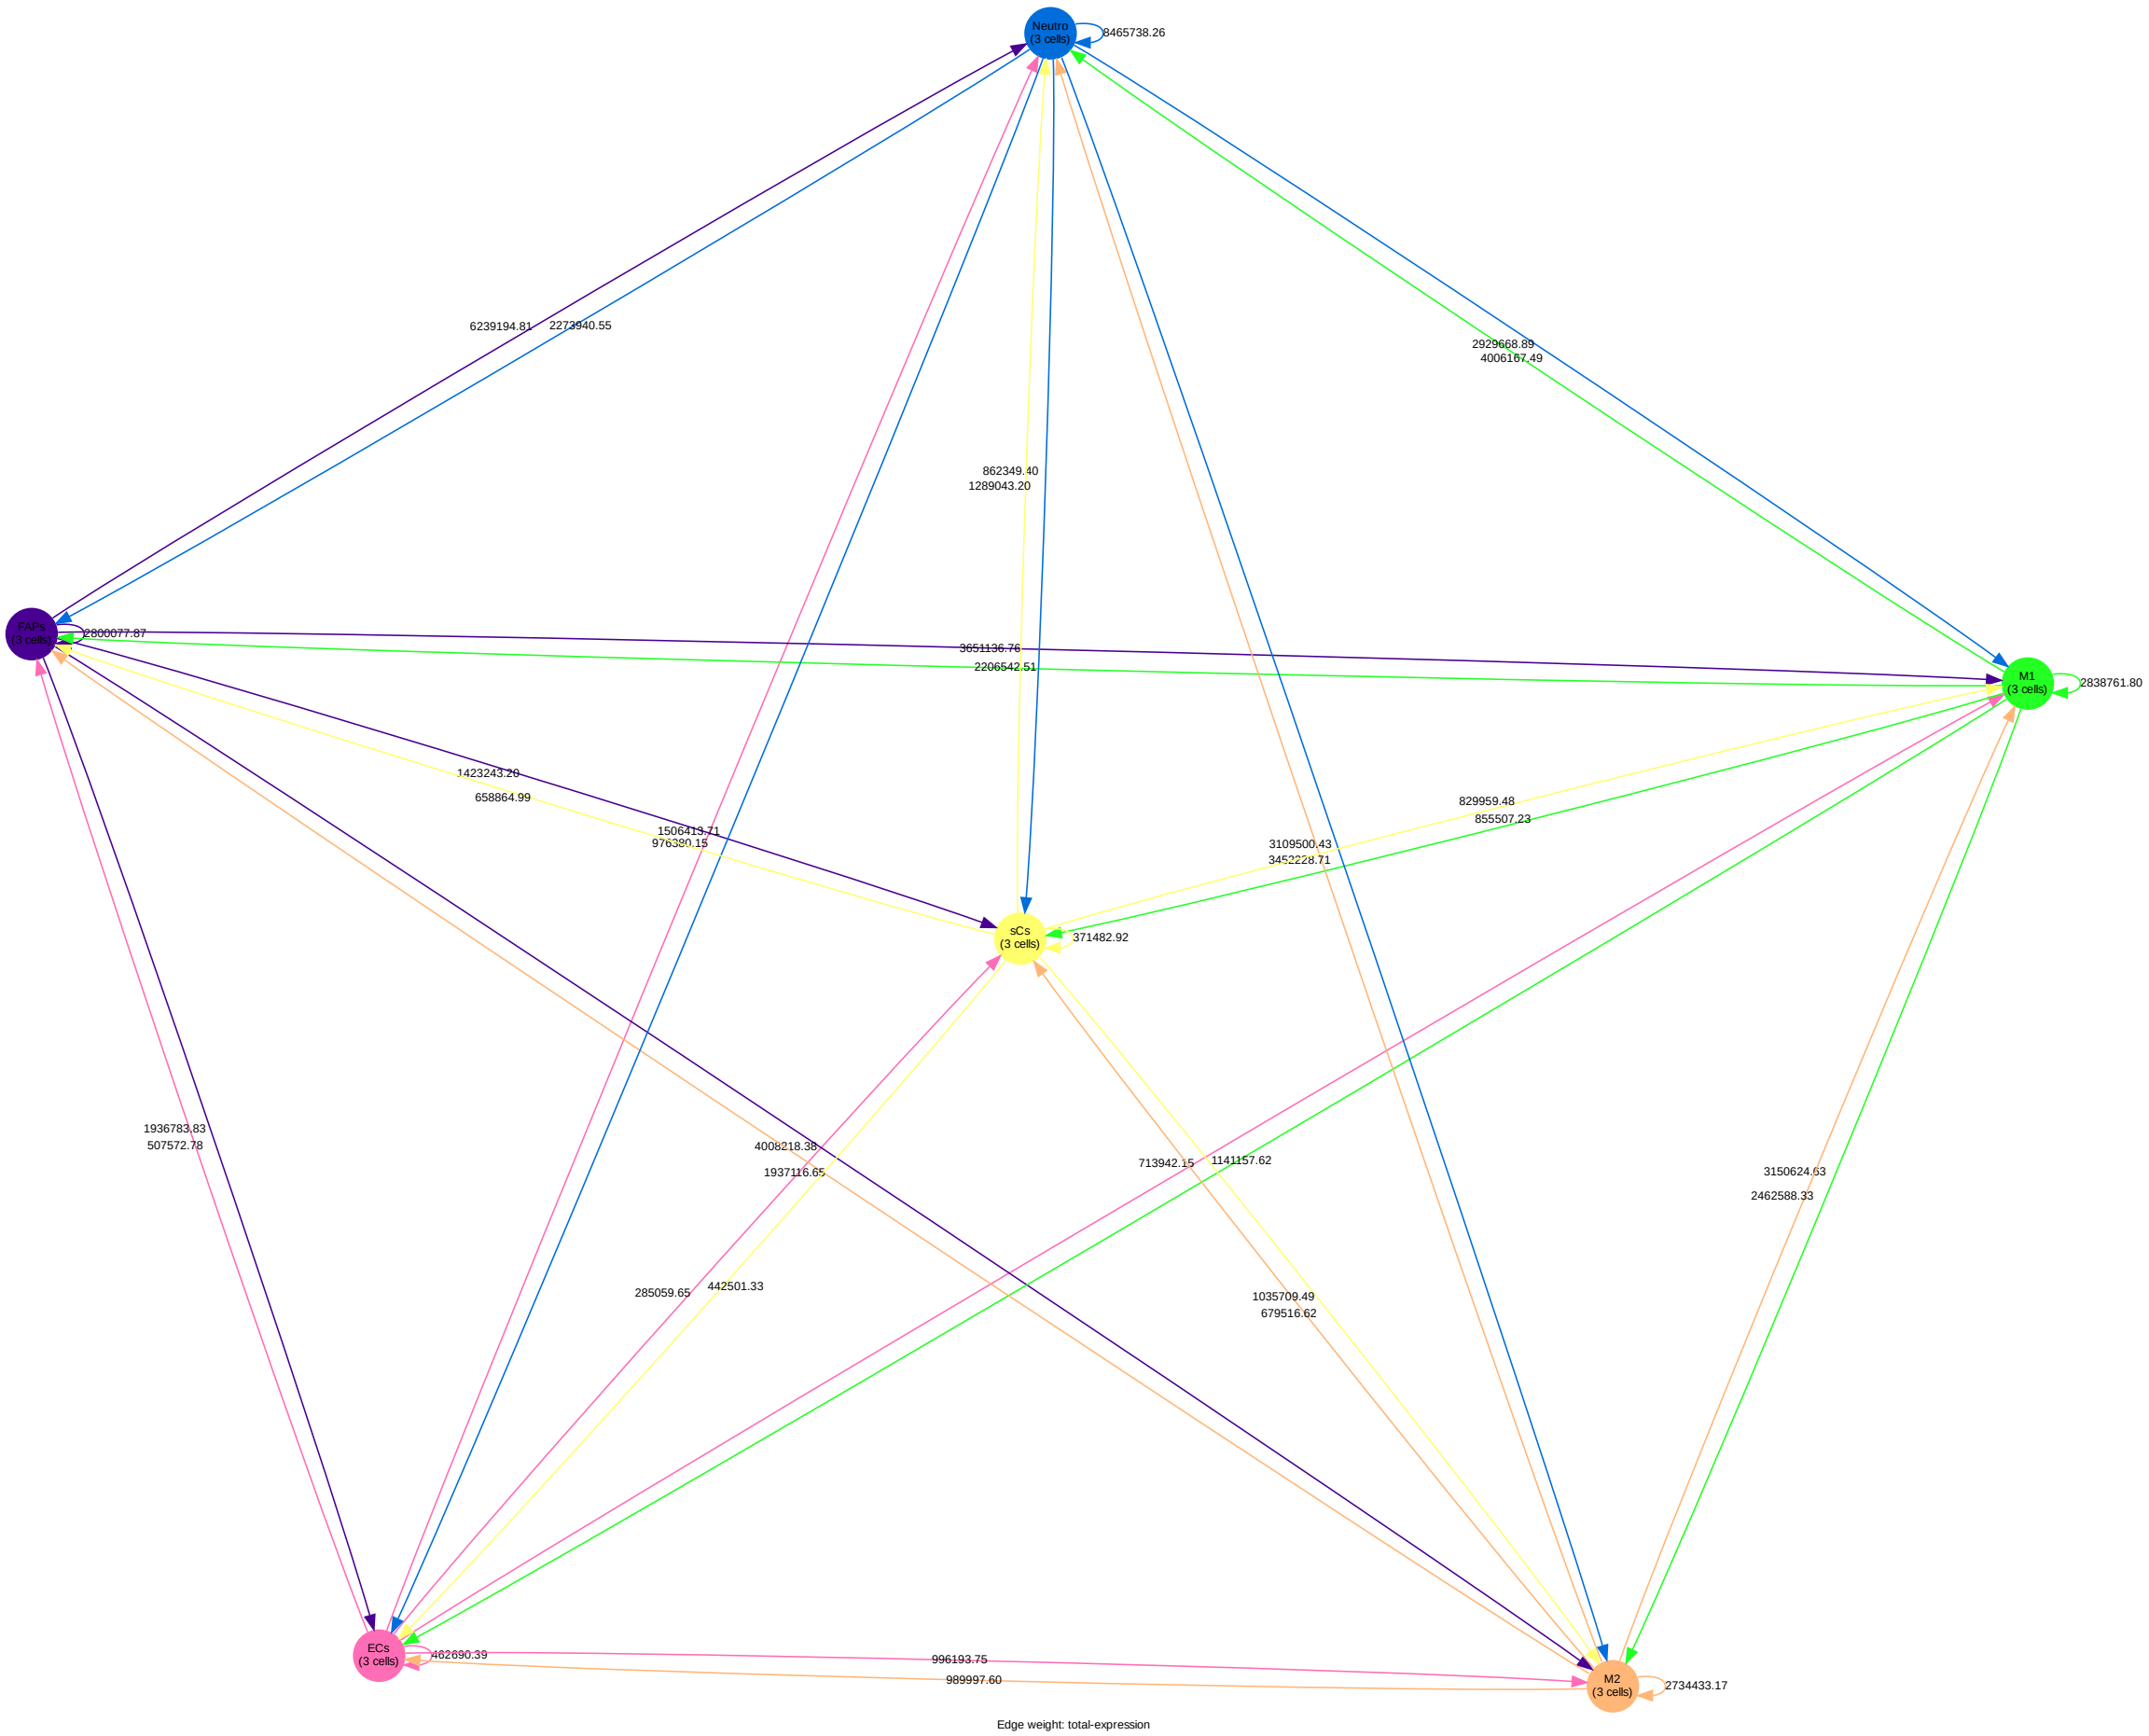 Neutro
(3 cells)
8465738.26
6239194.81
2273940.55
2929668.89
4006167.49
862349.40
1289043.20
FAPs
(3 cells)
2800077.87
3651136.76
2206542.51
M1
(3 cells)
2838761.80
1423243.20
658864.99
829959.48
855507.23
1506413.71
976380.15
3109500.43
3452228.71
sCs
(3 cells)
371482.92
1936783.83
507572.78
4008218.38
1937116.65
713942.15
1141157.62
3150624.63
2462588.33
285059.65
442501.33
1035709.49
679516.62
ECs
(3 cells)
462690.39
996193.75
989997.60
M2
(3 cells)
2734433.17
Edge weight: total-expression